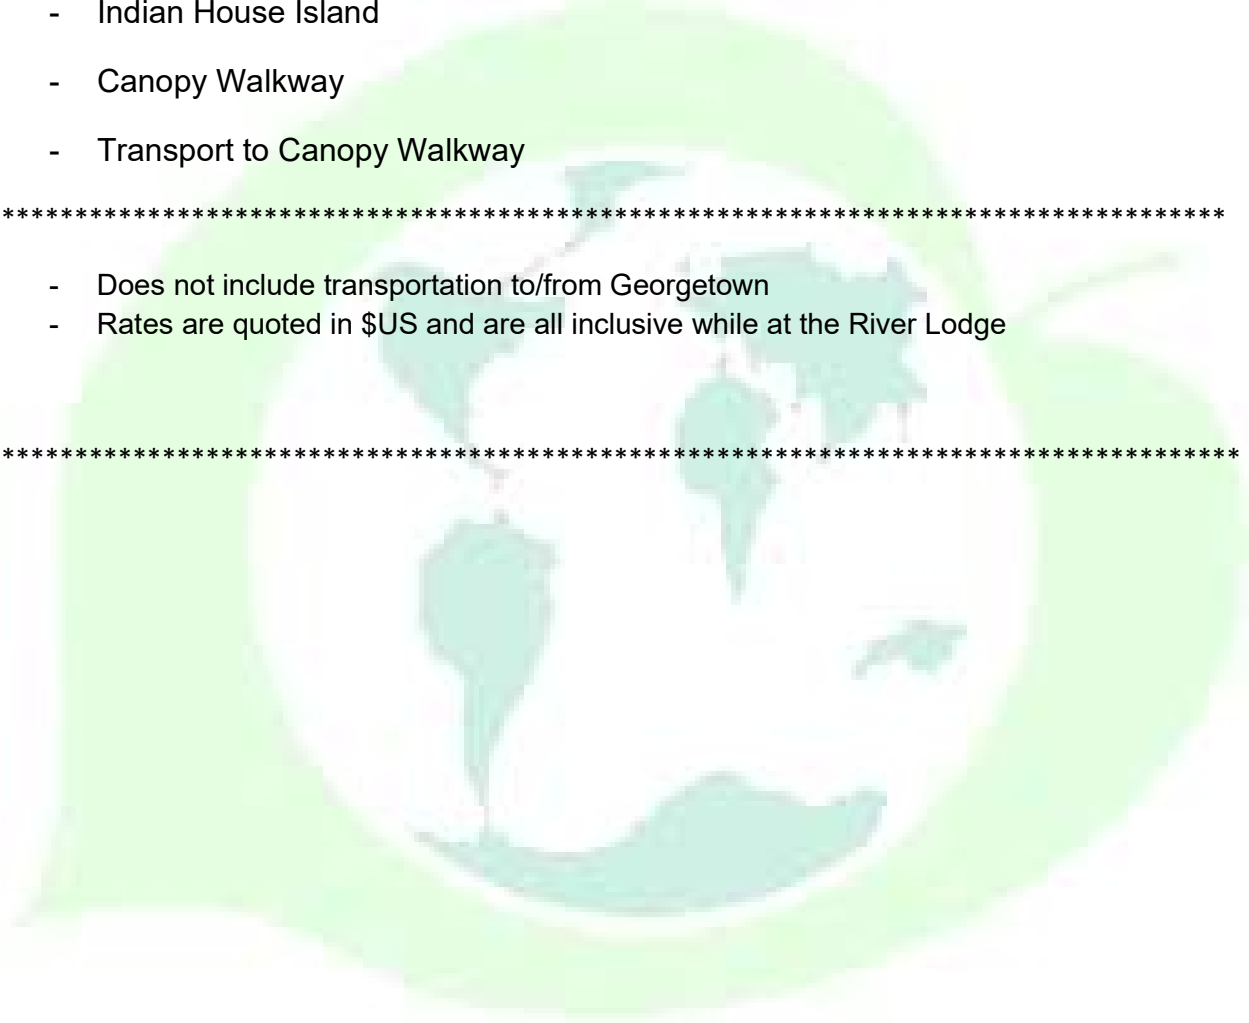 - Indian House Island
- Canopy Walkway
- Transport to Canopy Walkway
************************************************************************************
- Does not include transportation to/from Georgetown
- Rates are quoted in $US and are all inclusive while at the River Lodge
*************************************************************************************